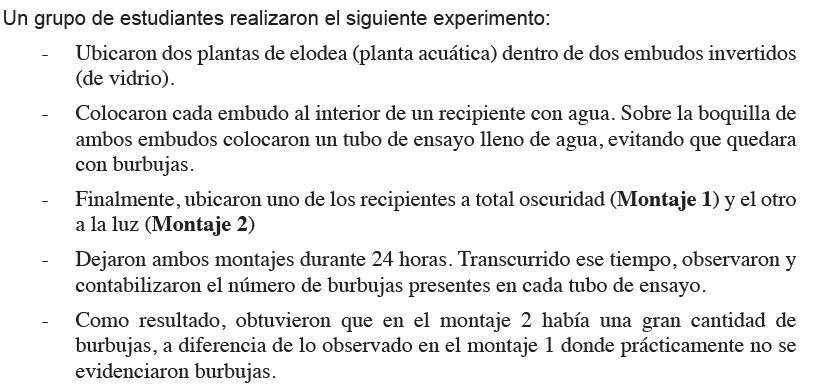 Un grupo de estudiantes realizaron el siguiente experimento:
- Ubicaron dos plantas de elodea (planta acuática) dentro de dos embudos invertidos
(de vidrio).
- Colocaron cada embudo al interior de un recipiente con agua. Sobre la boquilla de
ambos embudos colocaron un tubo de ensayo lleno de agua, evitando que quedara
con burbujas.
- Finalmente, ubicaron uno de los recipientes a total oscuridad (Montaje 1) y el otro
a la luz (Montaje 2)
- Dejaron ambos montajes durante 24 horas. Transcurrido ese tiempo, observaron y
contabilizaron el número de burbujas presentes en cada tubo de ensayo.
- Como resultado, obtuvieron que en el montaje 2 había una gran cantidad de
burbujas, a diferencia de lo observado en el montaje 1 donde prácticamente no se
evidenciaron burbujas.